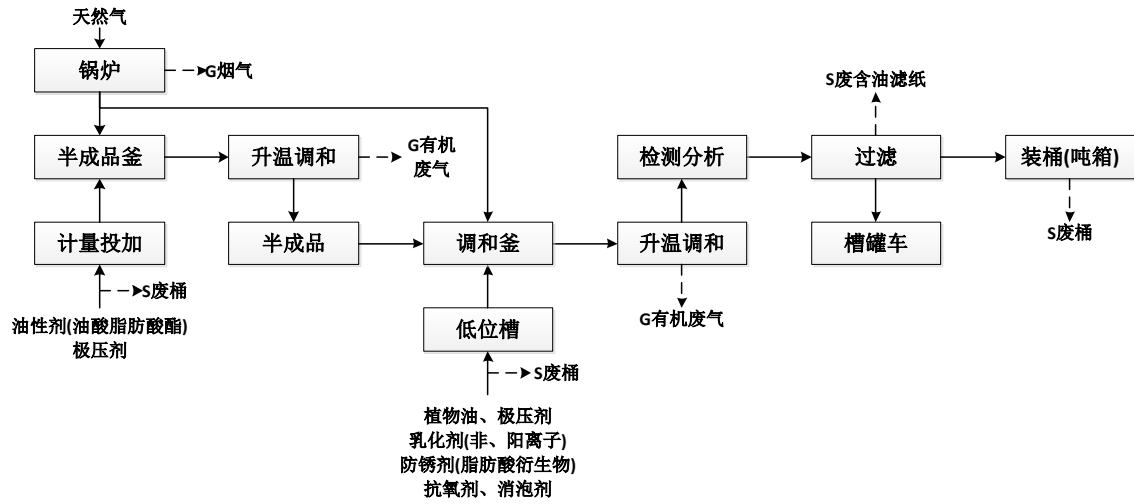 天然气
锅炉
G烟气
半成品釜
升温调和
G有机
废气
计量投加
半成品
S废桶
油性剂(油酸脂肪酸酯)
极压剂
调和釜
低位槽
S废桶
植物油、极压剂
乳化剂(非、阳离子)
防锈剂(脂肪酸衍生物)
抗氧剂、消泡剂
升温调和
G有机废气
检测分析
过滤
S废含油滤纸
槽罐车
装桶(吨箱)
S废桶